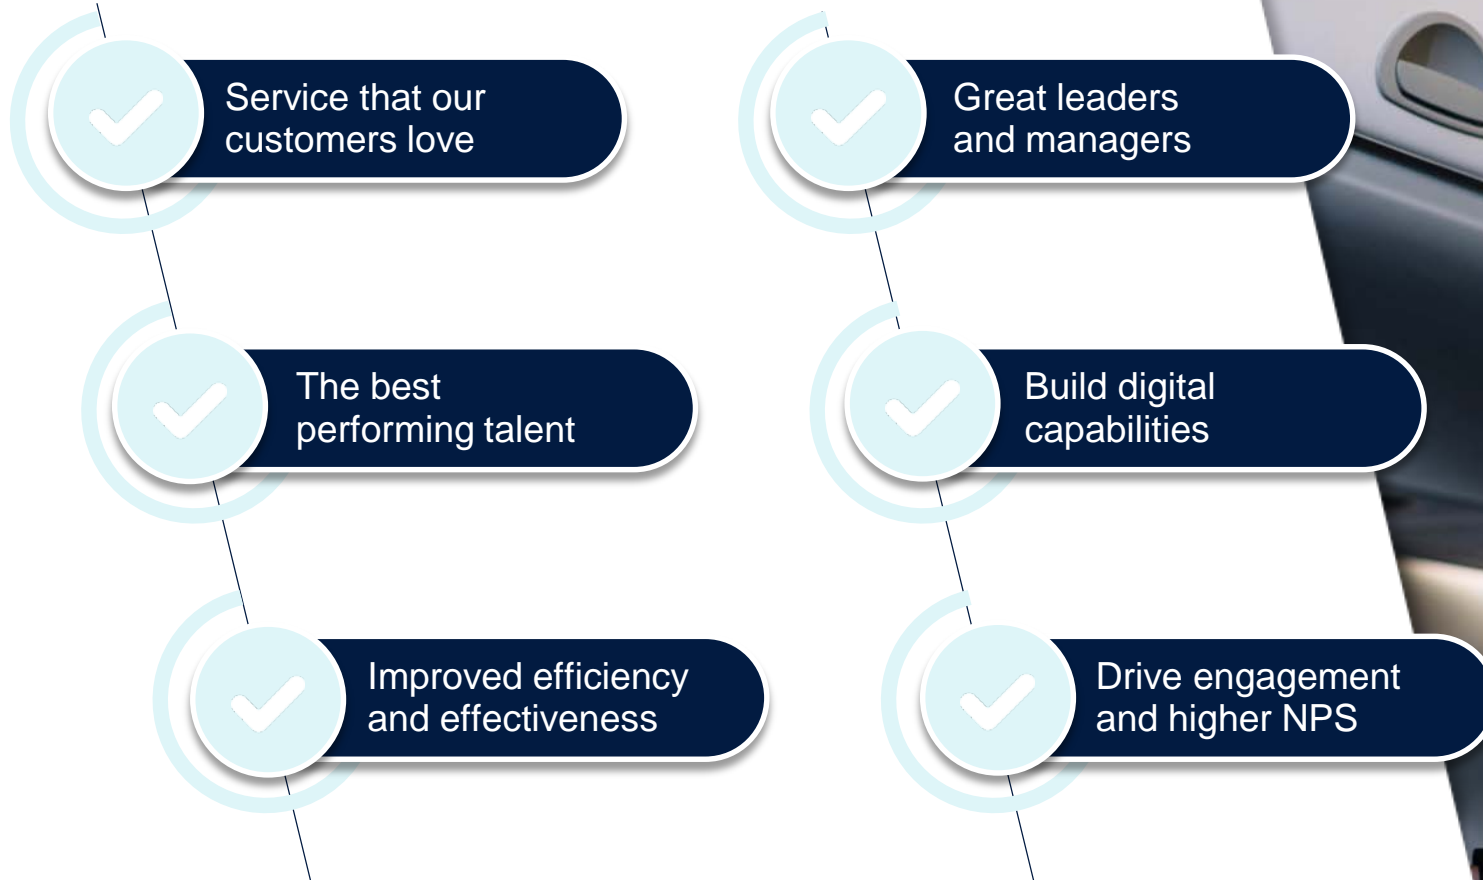 Service that our
customers love
The best
performing talent
Improved efficiency
and effectiveness
Great leaders
and managers
Build digital
capabilities
Drive engagement
and higher NPS